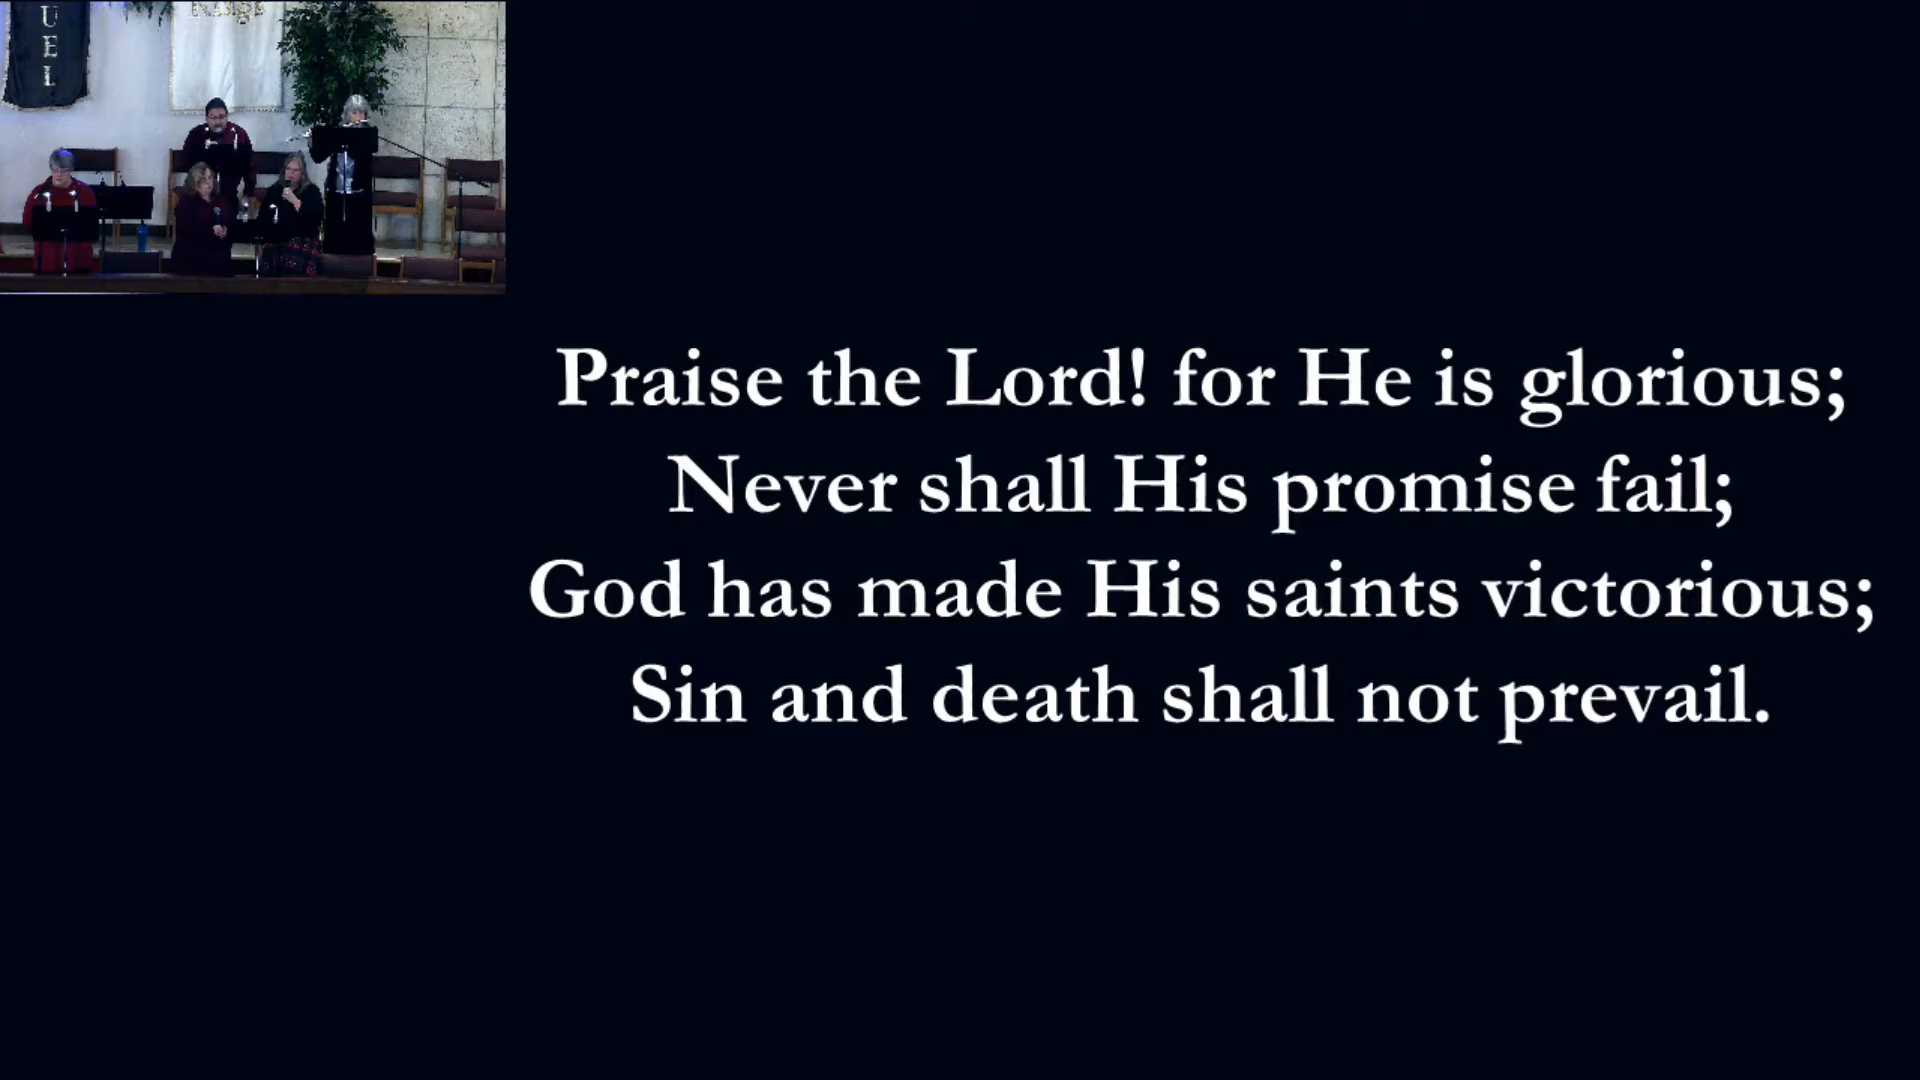 U
E
L
Kings
Praise the Lord! for He is glorious;
Never shall His promise fail;
God has made His saints victorious;
Sin and death shall not prevail.